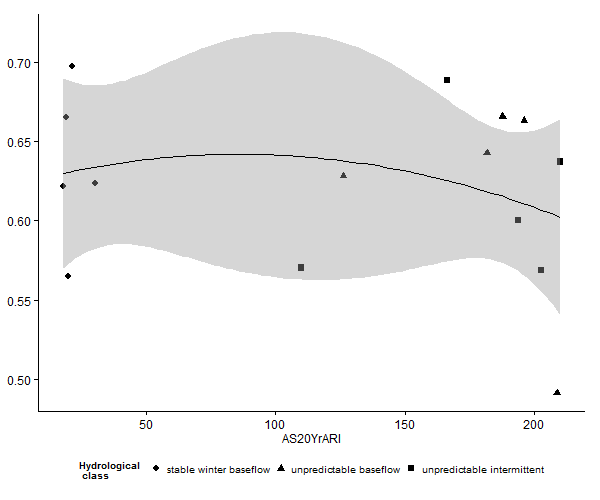 0.70
0.65
0.60
0.55
0.50
50 100 150 200
AS20YrARI
Hydrological
class
stable winter baseflow unpredictable baseflow unpredictable intermittent